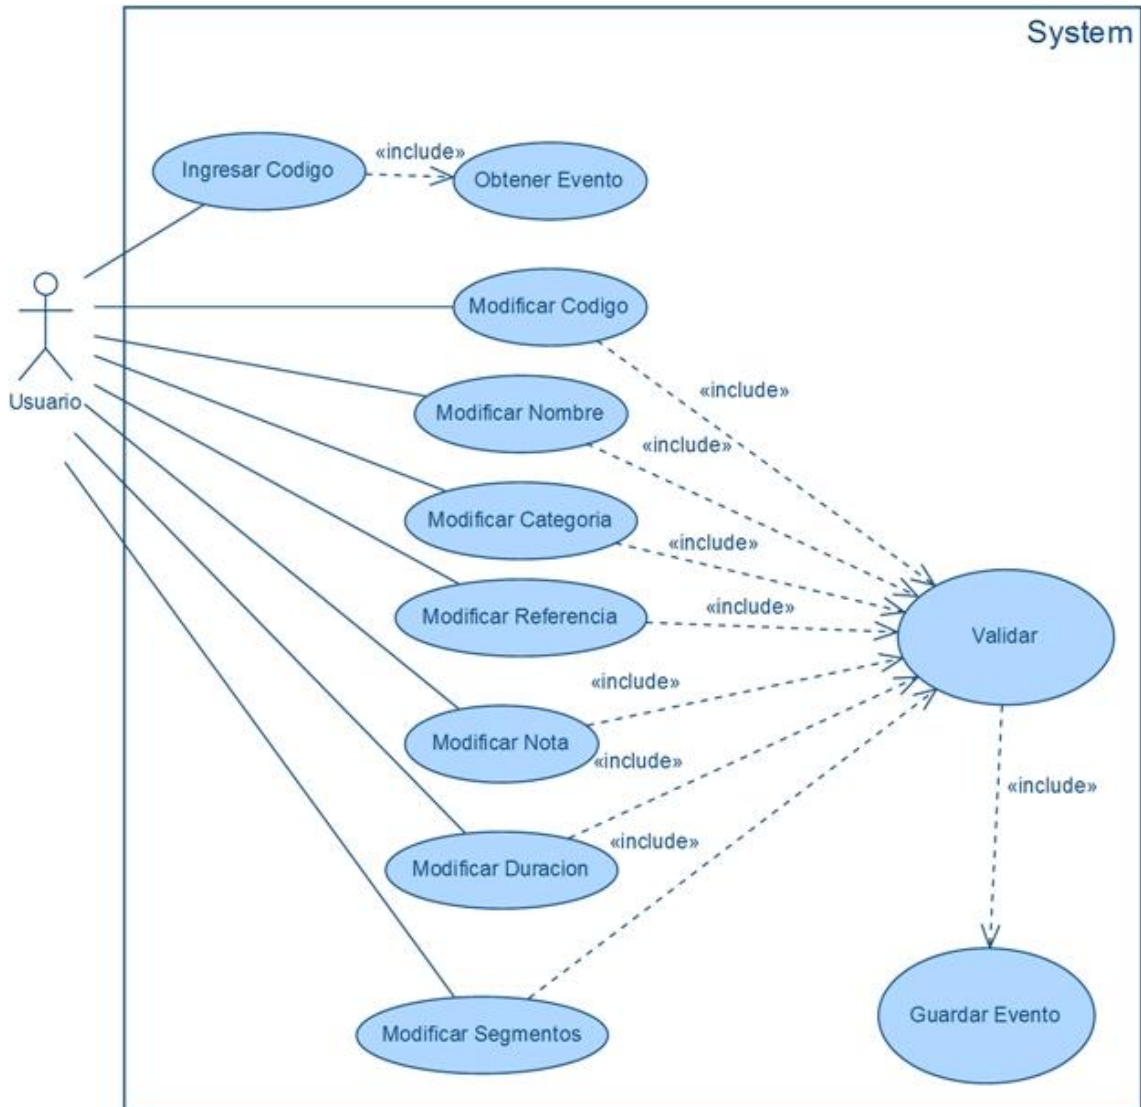 System
Ingresar Codigo
«include»
Obtener Evento
Modificar Codigo
Usuario
«include»
Modificar Nombre
«include»
Modificar Categoria
«include»
Modificar Referencia
«include»
Validar
«include»
Modificar Nota
«include»
«include»
Modificar Duracion
«include»
Guardar Evento
Modificar Segmentos